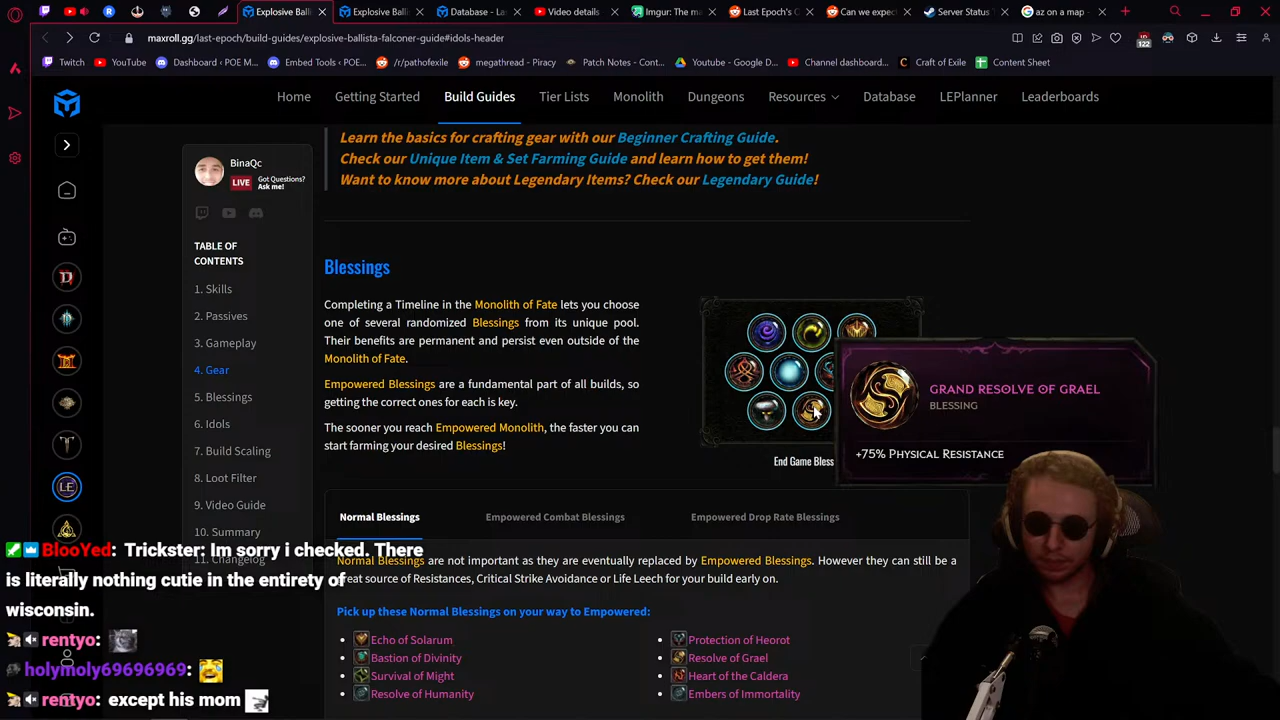 Explosive Balli
Explosive Balli
Database - La
Video details
Imgur: The m
Last Epoch's C
Can we expec
Server Status
az on a map -
maxroll.gg/last-epoch/build-guides/explosive-ballista-falconer-guide#idols-header
122
Twitch
YouTube
Dashboard ‹ POE M...
Embed Tools ‹ POE...
/r/pathofexile
megathread - Piracy
Patch Notes - Cont...
Youtube - Google D...
Channel dashboard...
Craft of Exile
Content Sheet
Home
Getting Started
Build Guides
Tier Lists
Monolith
Dungeons
Resources
Database
LEPlanner
Leaderboards
Learn the basics for crafting gear with our Beginner Crafting Guide.
Check our Unique Item & Set Farming Guide and learn how to get them!
Want to know more about Legendary Items? Check our Legendary Guide!
BinaQc
LIVE
Got Questions?
Ask me!
TABLE OF
CONTENTS
1. Skills
2. Passives
3. Gameplay
4. Gear
5. Blessings
6. Idols
7. Build Scaling
8. Loot Filter
9. Video Guide
10. Summary
11. Changelog
Blessings
Completing a Timeline in the Monolith of Fate lets you choose
one of several randomized Blessings from its unique pool.
Their benefits are permanent and persist even outside of the
Monolith of Fate.
Empowered Blessings are a fundamental part of all builds, so
getting the correct ones for each is key.
The sooner you reach Empowered Monolith, the faster you can
start farming your desired Blessings!
End Game Bless
GRAND RESOLVE OF GRAEL
BLESSING
+75% PHYSICAL RESISTANCE
Normal Blessings
Empowered Combat Blessings
Empowered Drop Rate Blessings
Normal Blessings are not important as they are eventually replaced by Empowered Blessings. However they can still be a
great source of Resistances, Critical Strike Avoidance or Life Leech for your build early on.
Pick up these Normal Blessings on your way to Empowered:
Echo of Solarum
Bastion of Divinity
Survival of Might
Resolve of Humanity
Protection of Heorot
Resolve of Grael
Heart of the Caldera
Embers of Immortality
BlooYed: Trickster: Im sorry i checked. There
is literally nothing cutie in the entirety of
wisconsin.
rentyo:
holymoly69696969:
rentyo: except his mom